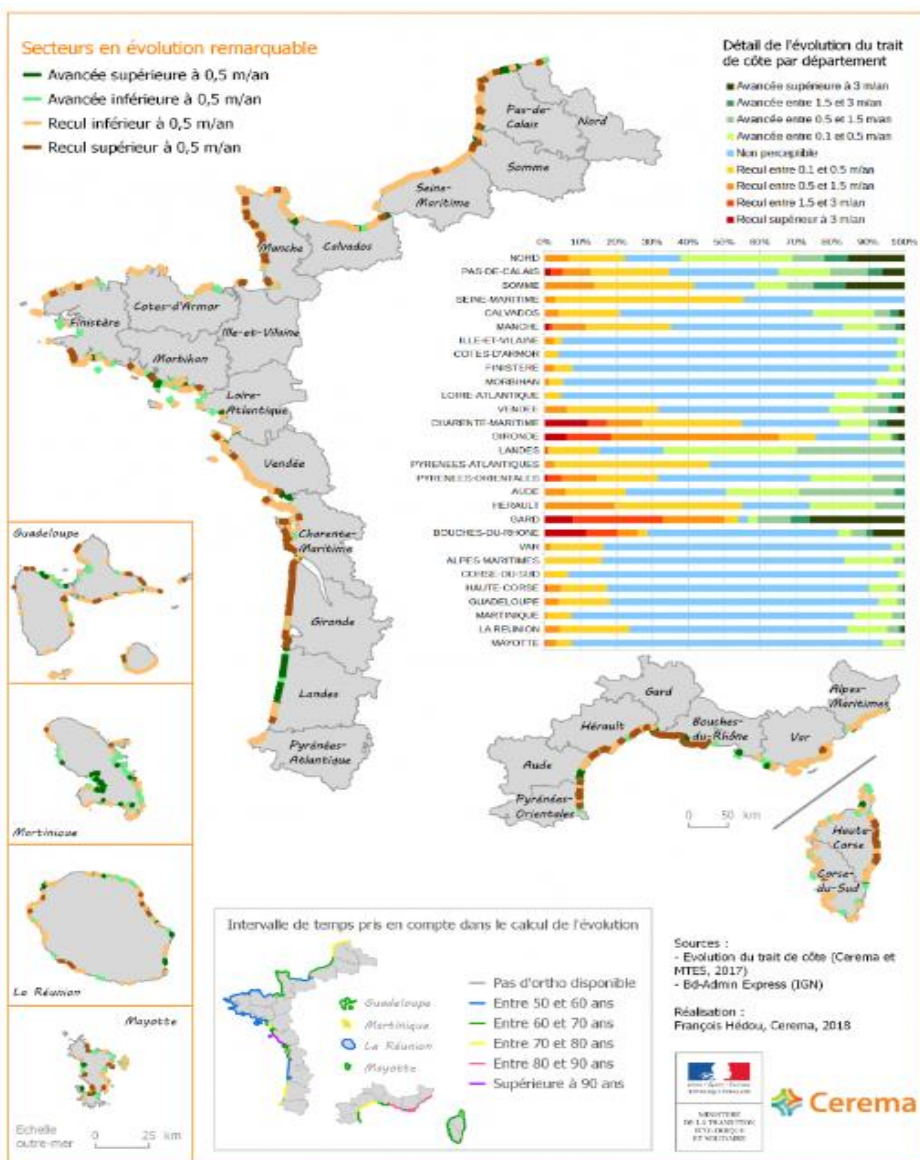 Secteurs en évolution remarquable
Avancée supérieure à 0,5 m/an
Avancée inférieure à 0,5 m/an
Recul inférieur à 0,5 m/an
Recul supérieur à 0,5 m/an
Détail de l'évolution du trait
de côte par département
Avancée supérieure à 3 m/an
Avancée entre 1.5 et 3 m/an
Avancée entre 0.5 et 1.5 m/an
Avancée entre 0.1 et 0.5 m/an
Non perceptible
Recul entre 0.1 et 0.5 m/an
Recul entre 0.5 et 1.5 m/an
Recul entre 1.5 et 3 m/an
Recul supérieur à 3 m/an
0% 10% 20% 30% 40% 50% 60% 70% 80% 90% 100%
NORD
PAS-DE-CALAIS
SOMME
SEINE-MARITIME
CALVADOS
MANCHE
ILLE-ET-VILAINE
COTES-D'ARMOR
FINISTERE
MORBIHAN
LOIRE-ATLANTIQUE
VENDEE
CHARENTE-MARITIME
GIRONDE
LANDES
PYRENEES-ATLANTIQUES
PYRENEES-ORIENTALES
AUDE
HERAULT
GARD
BOUCHES-DU-RHONE
VAR
ALPES-MARITIMES
CORSE-DU-SUD
HAUTE-CORSE
GUADELOUPE
MARTINIQUE
LA REUNION
MAYOTTE
Pas-de-
Calais
Nord
Somme
Seine-
Maritime
Manche
Calvados
Cotes-d'Armor
Finistère
Ille-et-Vilaine
Morbihan
Loire-
Atlantique
Vendée
Charente-
Maritime
Gironde
Landes
Pyrénées-
Atlantique
Guadeloupe
Martinique
La Réunion
Mayotte
Echelle
outre-mer
0 25 km
Gard
Alpes-
Maritimes
Hérault
Bouches-
du-Rhône
Var
Aude
Pyrénées-
Orientales
0 50 km
Haute-
Corse
Corse-
du-Sud
Intervalle de temps pris en compte dans le calcul de l'évolution
Guadeloupe
Martinique
La Réunion
Mayotte
Pas d'ortho disponible
Entre 50 et 60 ans
Entre 60 et 70 ans
Entre 70 et 80 ans
Entre 80 et 90 ans
Supérieure à 90 ans
Sources :
- Evolution du trait de côte (Cerema et
MTES, 2017)
- Bd-Admin Express (IGN)
Réalisation :
François Hédou, Cerema, 2018
MINISTÈRE
DE LA TRANSITION
ÉCOLOGIQUE
ET SOLIDAIRE
Cerema